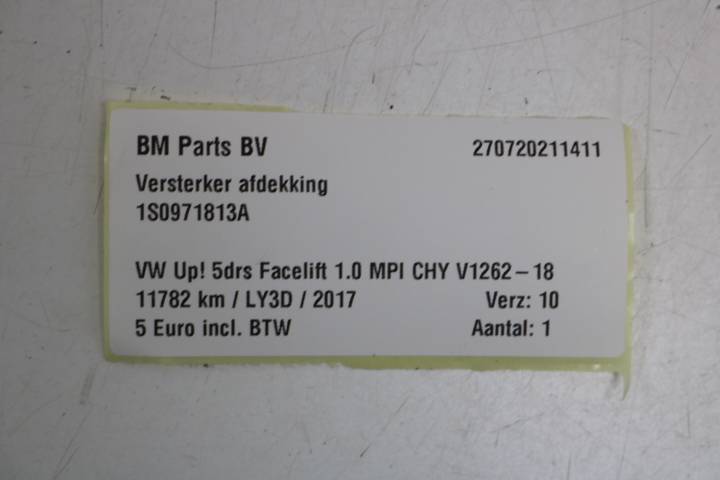 BM Parts BV 270720211411
Versterker afdekking
1S0971813A
VW Up! 5drs Facelift 1.0 MPI CHY V1262 – 18
11782 km / LY3D / 2017 Verz: 10
5 Euro incl. BTW Aantal: 1